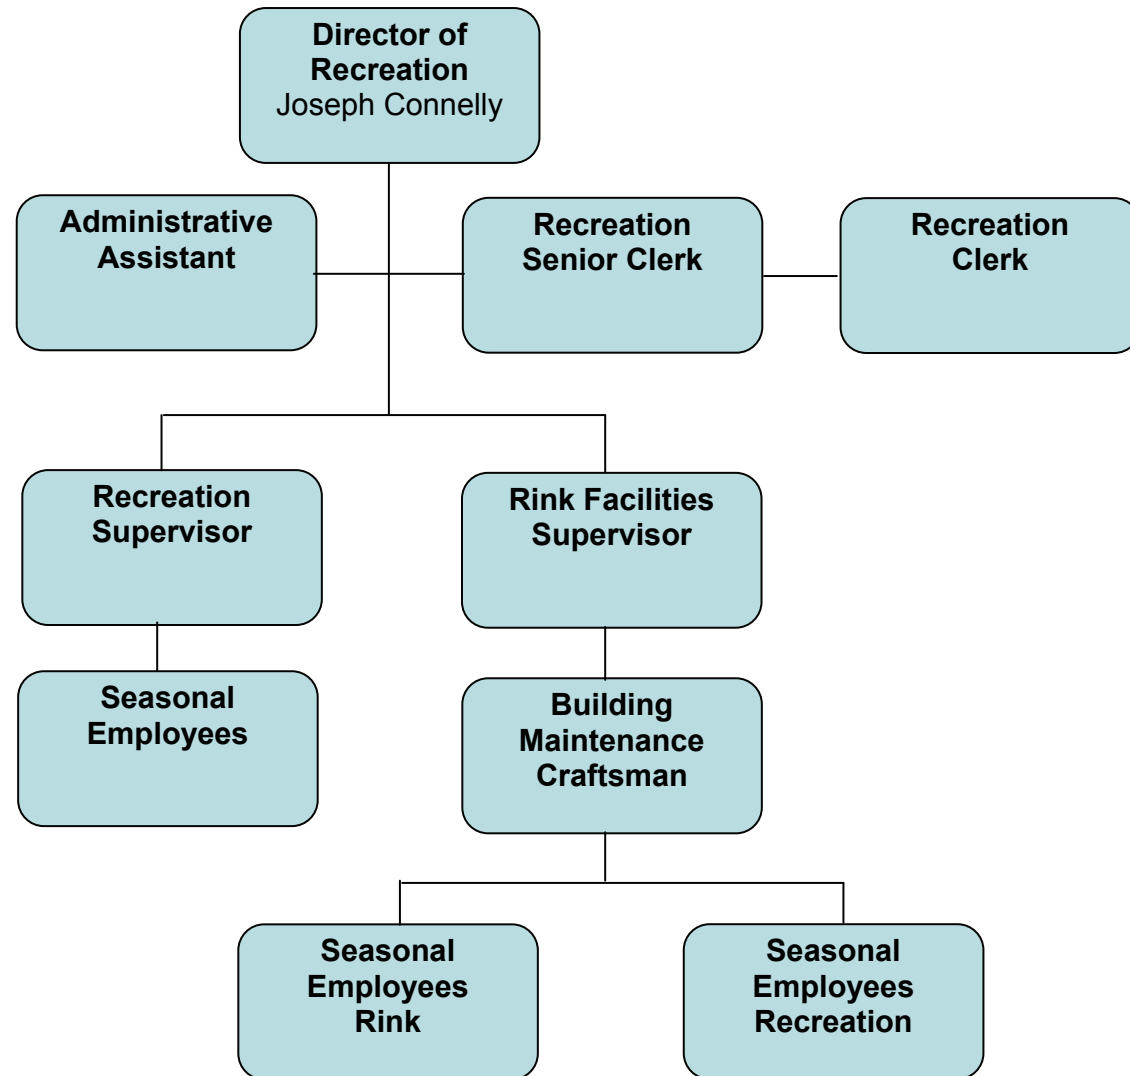 Director of
Recreation
Joseph Connelly
Administrative
Assistant
Recreation
Senior Clerk
Recreation
Clerk
Recreation
Supervisor
Rink Facilities
Supervisor
Seasonal
Employees
Building
Maintenance
Craftsman
Seasonal
Employees
Rink
Seasonal
Employees
Recreation